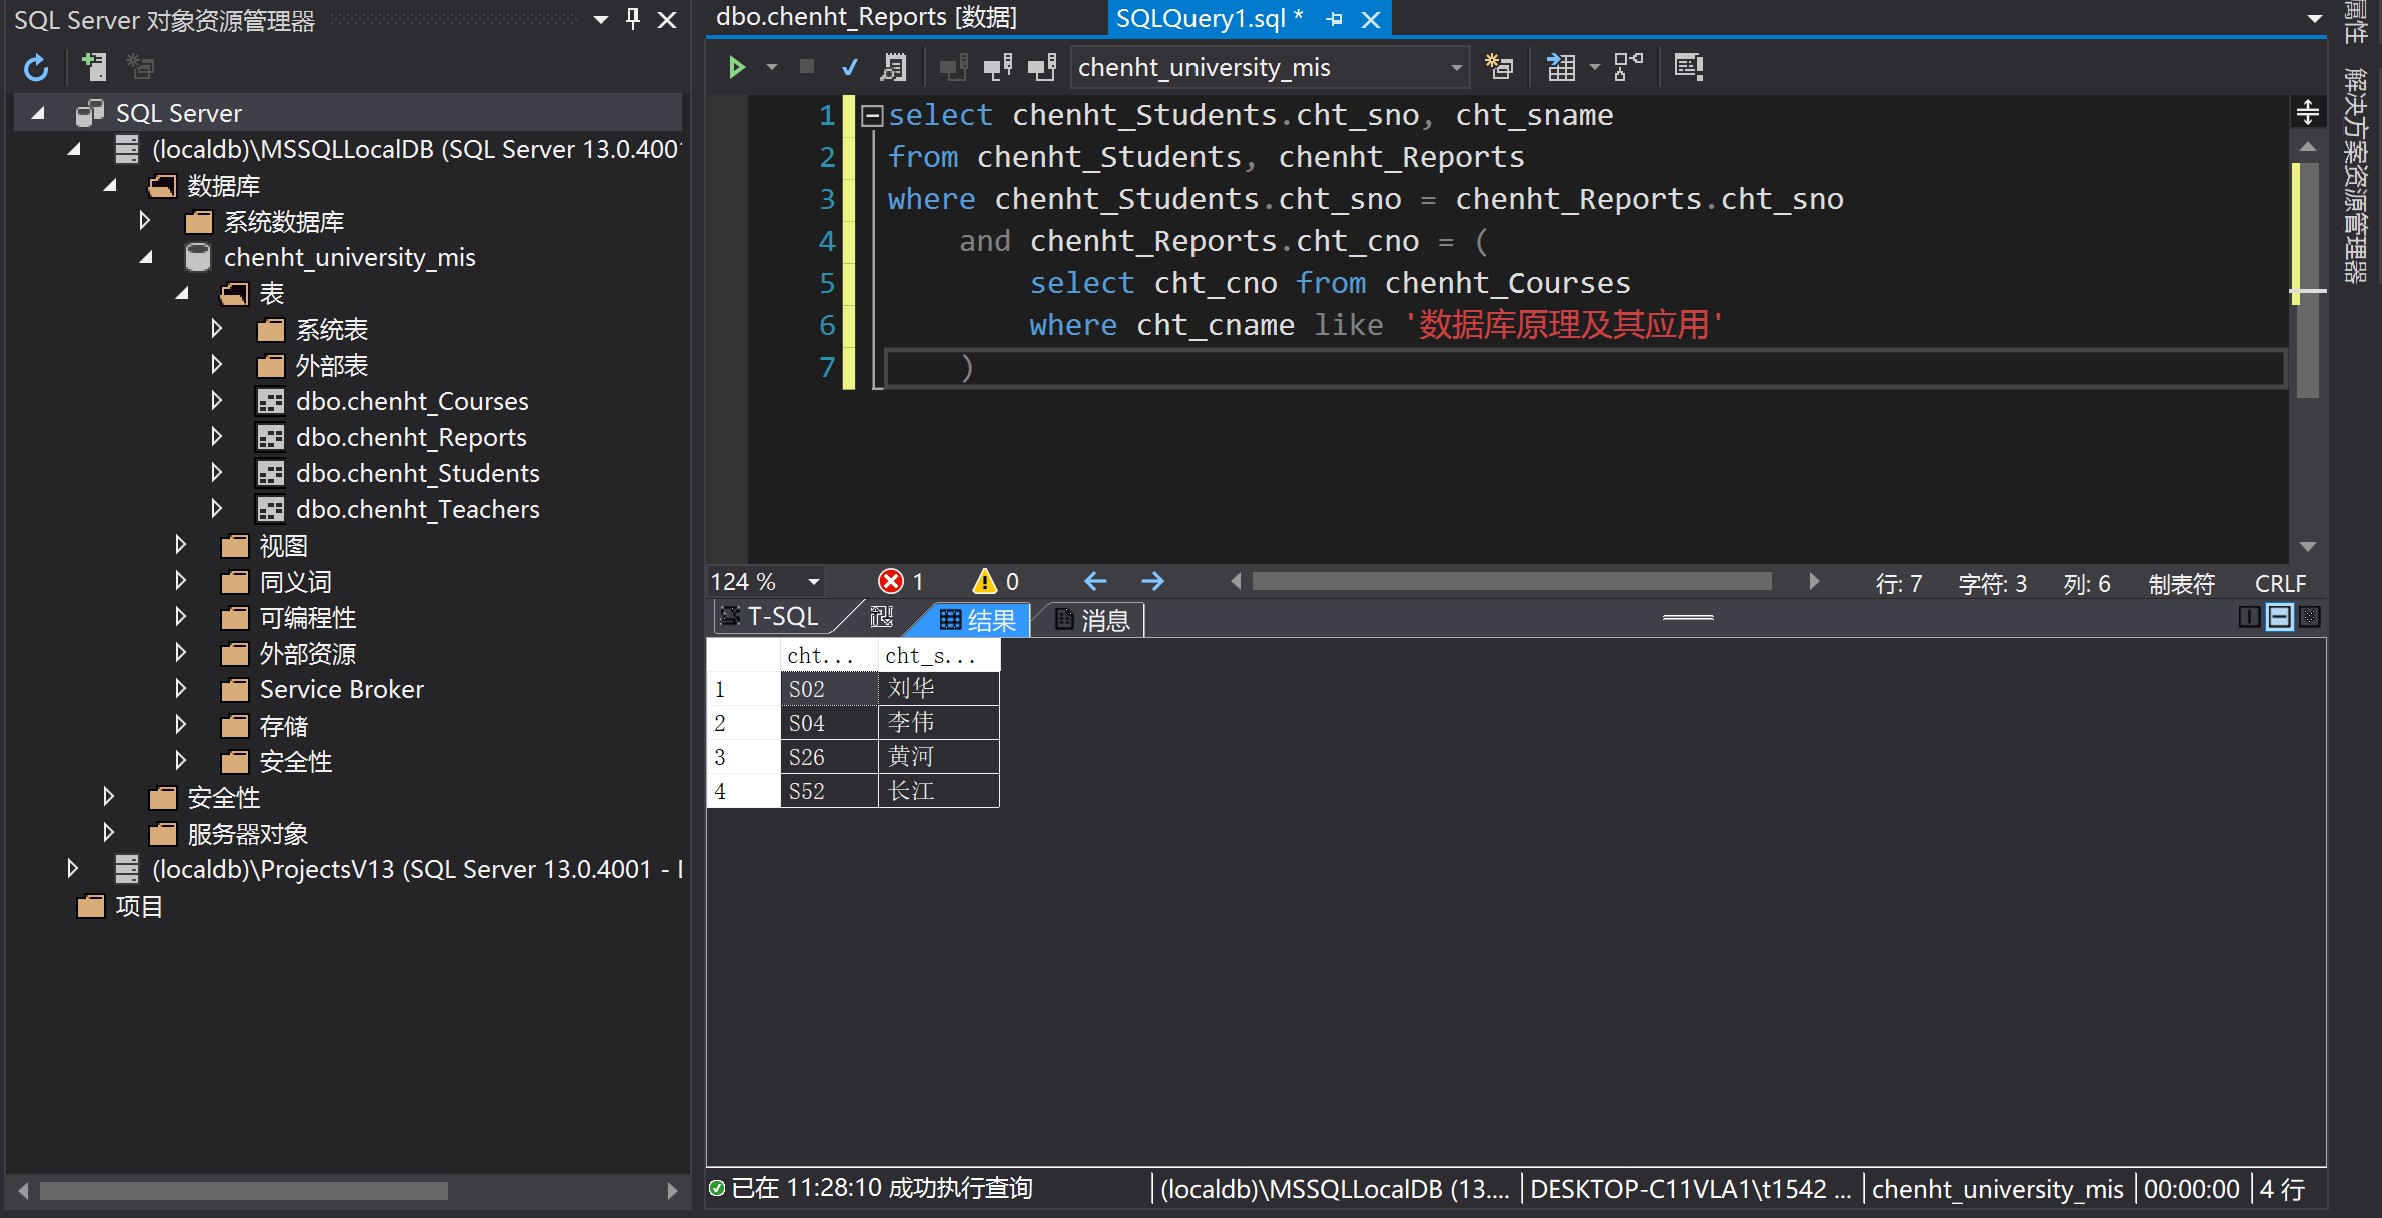 SQL Server 对象资源管理器
SQL Server
(localdb)\MSSQLLocalDB (SQL Server 13.0.4001
数据库
系统数据库
chenht_university_mis
表
系统表
外部表
dbo.chenht_Courses
dbo.chenht_Reports
dbo.chenht_Students
dbo.chenht_Teachers
视图
同义词
可编程性
外部资源
Service Broker
存储
安全性
安全性
服务器对象
(localdb)\ProjectsV13 (SQL Server 13.0.4001 -
项目
dbo.chenht_Reports [数据]
SQLQuery1.sql *
chenht_university_mis
1 select chenht_Students.cht_sno, cht_sname
2 from chenht_Students, chenht_Reports
3 where chenht_Students.cht_sno = chenht_Reports.cht_sno
4 and chenht_Reports.cht_cno = (
5 select cht_cno from chenht_Courses
6 where cht_cname like '数据库原理及其应用'
7 )
124 % 1 0 行: 7 字符: 3 列: 6 制表符 CRLF
T-SQL 结果 消息
cht... cht_s...
1 S02 刘华
2 S04 李伟
3 S26 黄河
4 S52 长江
已在 11:28:10 成功执行查询 (localdb)\MSSQLLocalDB (13.... DESKTOP-C11VLA1\t1542 ... chenht_university_mis 00:00:00 4 行
属性
解决方案资源管理器